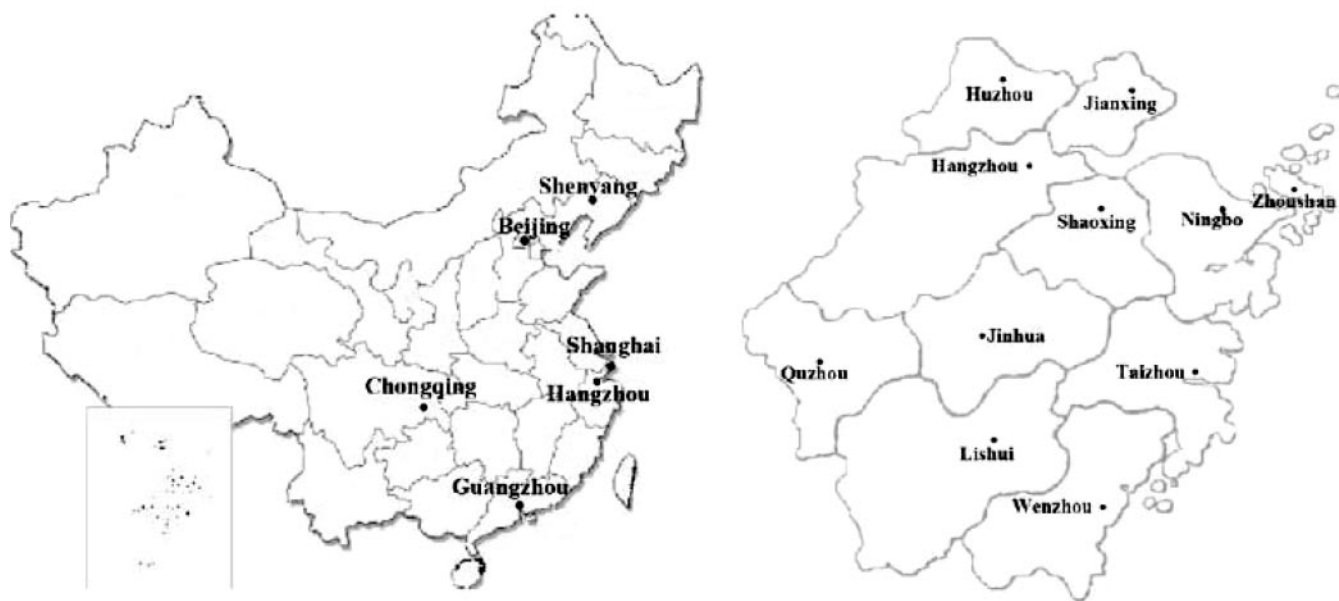 Shenyang
Beijing
Shanghai
Hangzhou
Chongqing
Guangzhou
Huzhou
Jianxing
Hangzhou
Zhoushan
Shaoxing
Ningbo
Jinhua
Quzhou
Taizhou
Lishui
Wenzhou